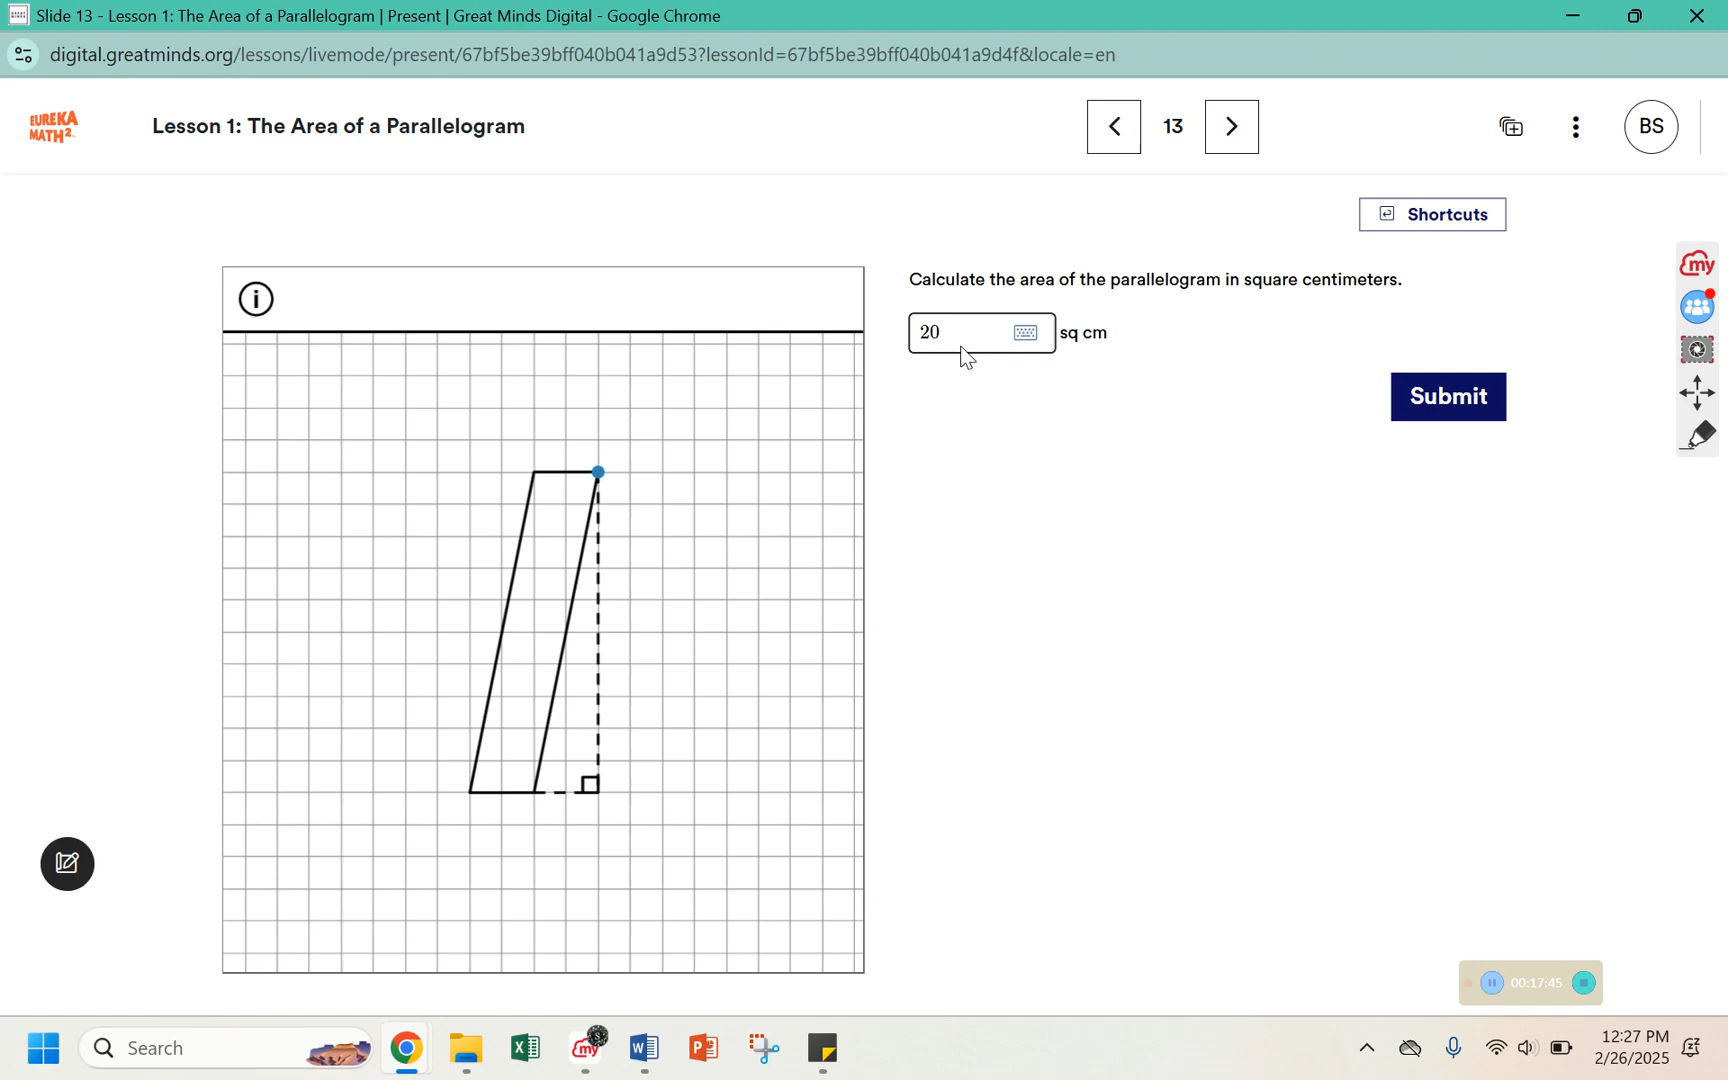 Slide 13 - Lesson 1: The Area of a Parallelogram | Present | Great Minds Digital - Google Chrome
digital.greatminds.org/lessons/livemode/present/67bf5be39bff040b041a9d53?lessonId=67bf5be39bff040b041a9d4f&locale=en
EUREKA
MATH²
Lesson 1: The Area of a Parallelogram
13
BS
Shortcuts
my
i
Calculate the area of the parallelogram in square centimeters.
20 sq cm
Submit
00:17:45
Search
my
S
12:27 PM
2/26/2025